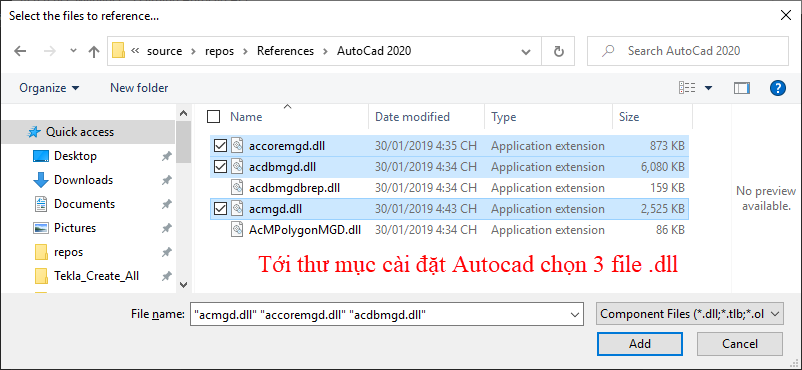 Select the files to reference...
« source › repos › References › AutoCad 2020
Search AutoCad 2020
Organize New folder
Name Date modified Type Size
Quick access
Desktop
Downloads
Documents
Pictures
repos
Tekla_Create_All
accoremgd.dll 30/01/2019 4:35 CH Application extension 873 KB
acdbmgd.dll 30/01/2019 4:34 CH Application extension 6,080 KB
acdbmgdbrep.dll 30/01/2019 4:34 CH Application extension 159 KB
acmgd.dll 30/01/2019 4:43 CH Application extension 2,525 KB
AcMPolygonMGD.dll 30/01/2019 4:34 CH Application extension 86 KB
No preview
available.
Tới thư mục cài đặt Autocad chọn 3 file .dll
File name: "acmgd.dll" "accoremgd.dll" "acdbmgd.dll"
Component Files (*.dll;*.tlb;*.ol
Add Cancel